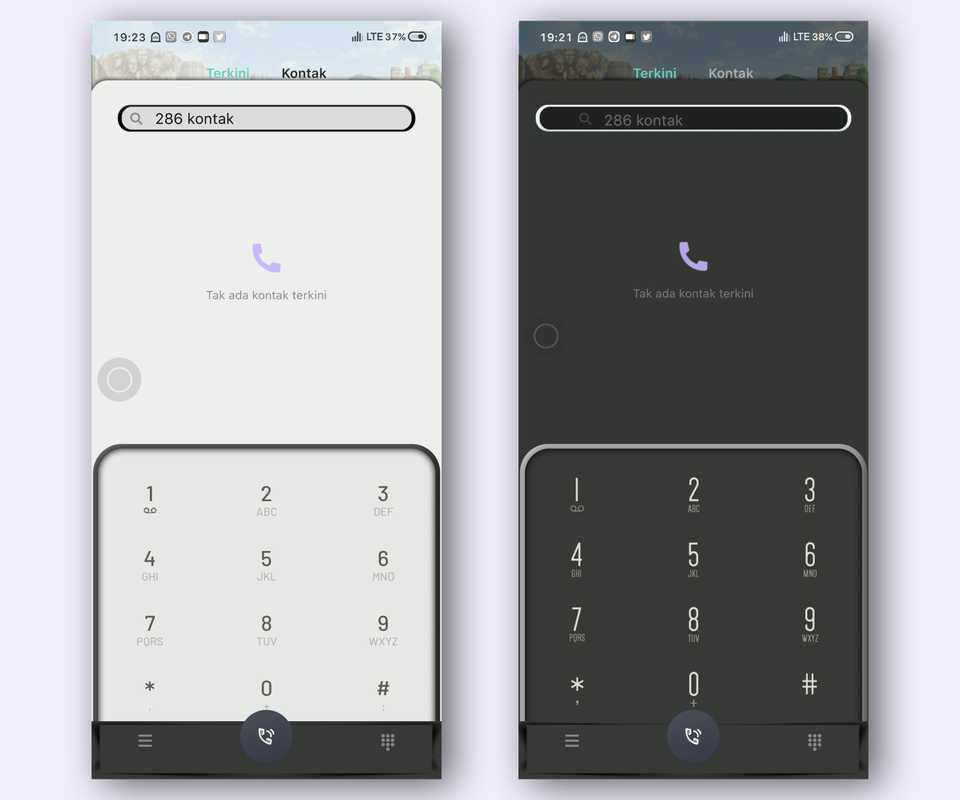 19:23 LTE 37%
Terkini Kontak
286 kontak
Tak ada kontak terkini
1 2 3
ABC DEF
4 5 6
GHI JKL MNO
7 8 9
PQRS TUV WXYZ
* 0 #
, + :
19:21 LTE 38%
Terkini Kontak
286 kontak
Tak ada kontak terkini
1 2 3
ABC DEF
4 5 6
GHI JKL MNO
7 8 9
PQRS TUV WXYZ
* 0 #
, +